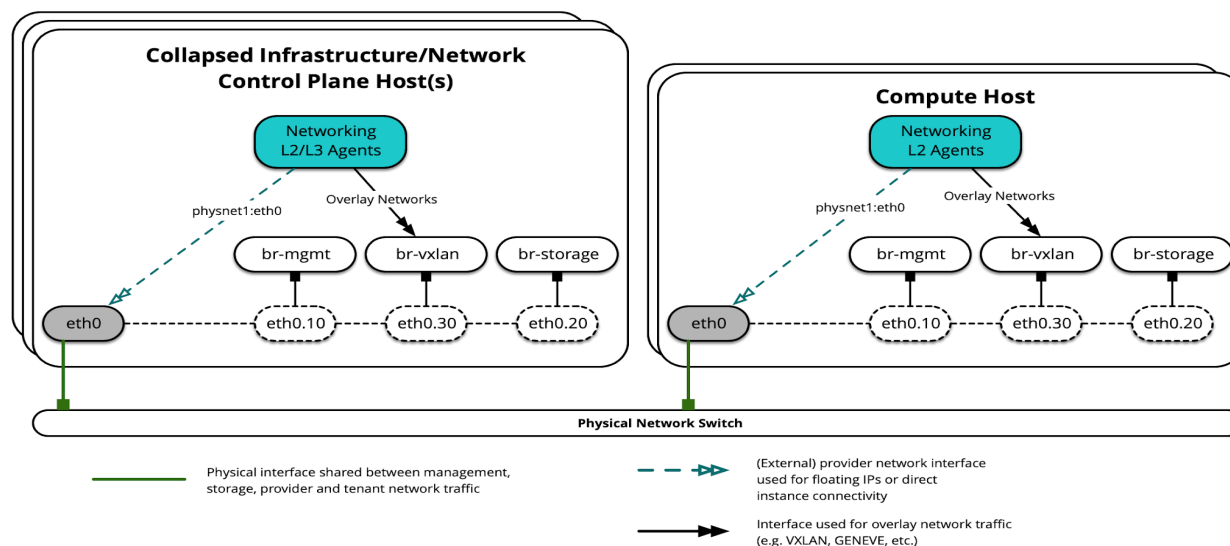 Collapsed Infrastructure/Network
Control Plane Host(s)
Networking
L2/L3 Agents
physnet1:eth0
Overlay Networks
br-mgmt
br-vxlan
br-storage
eth0
eth0.10
eth0.30
eth0.20
Compute Host
Networking
L2 Agents
physnet1:eth0
Overlay Networks
br-mgmt
br-vxlan
br-storage
eth0
eth0.10
eth0.30
eth0.20
Physical Network Switch
Physical interface shared between management,
storage, provider and tenant network traffic
(External) provider network interface
used for floating IPs or direct
instance connectivity
Interface used for overlay network traffic
(e.g. VXLAN, GENEVE, etc.)